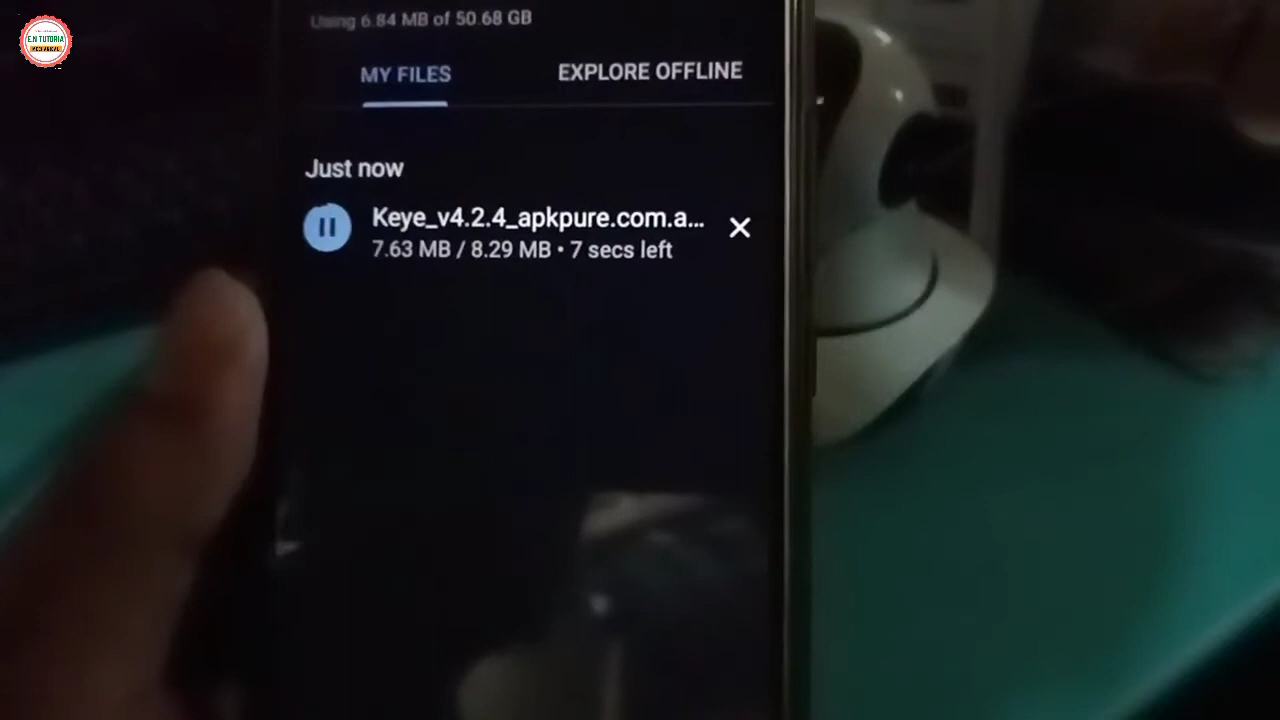 E.N TUTORIA
Using 6.84 MB of 50.68 GB
MY FILES
EXPLORE OFFLINE
Just now
Keye_v4.2.4_apkpure.com.a...
7.63 MB / 8.29 MB • 7 secs left